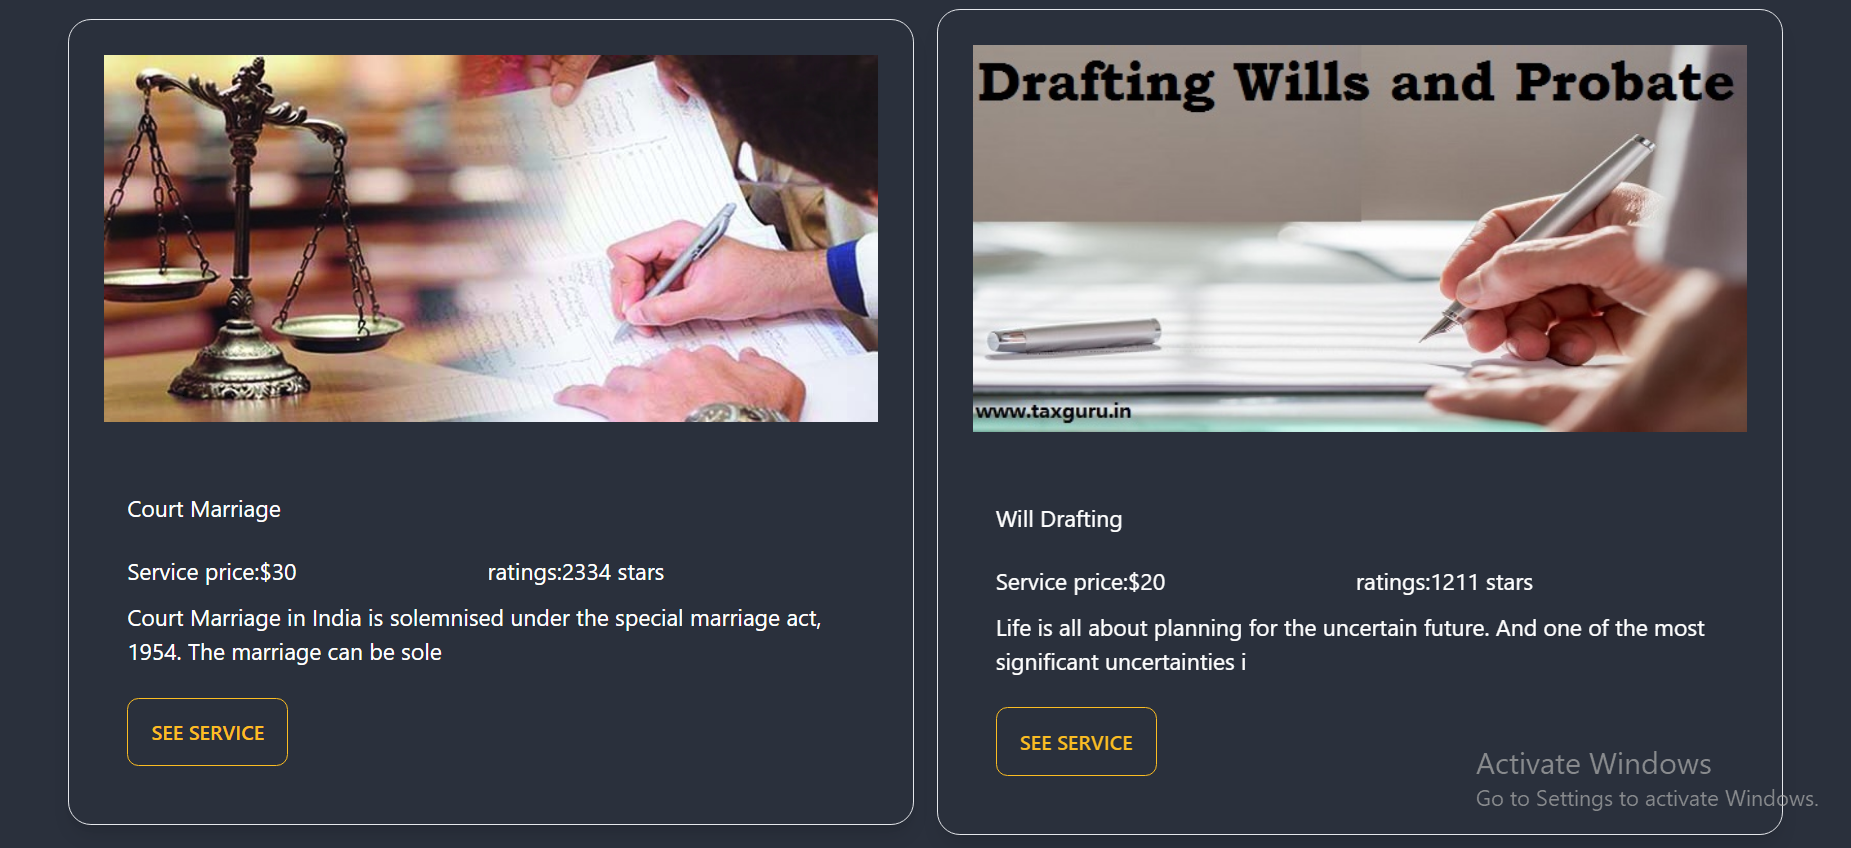 Court Marriage
Service price:$30
ratings:2334 stars
Court Marriage in India is solemnised under the special marriage act,
1954. The marriage can be sole
SEE SERVICE
Drafting Wills and Probate
www.taxguru.in
Will Drafting
Service price:$20
ratings:1211 stars
Life is all about planning for the uncertain future. And one of the most
significant uncertainties i
SEE SERVICE
Activate Windows
Go to Settings to activate Windows.